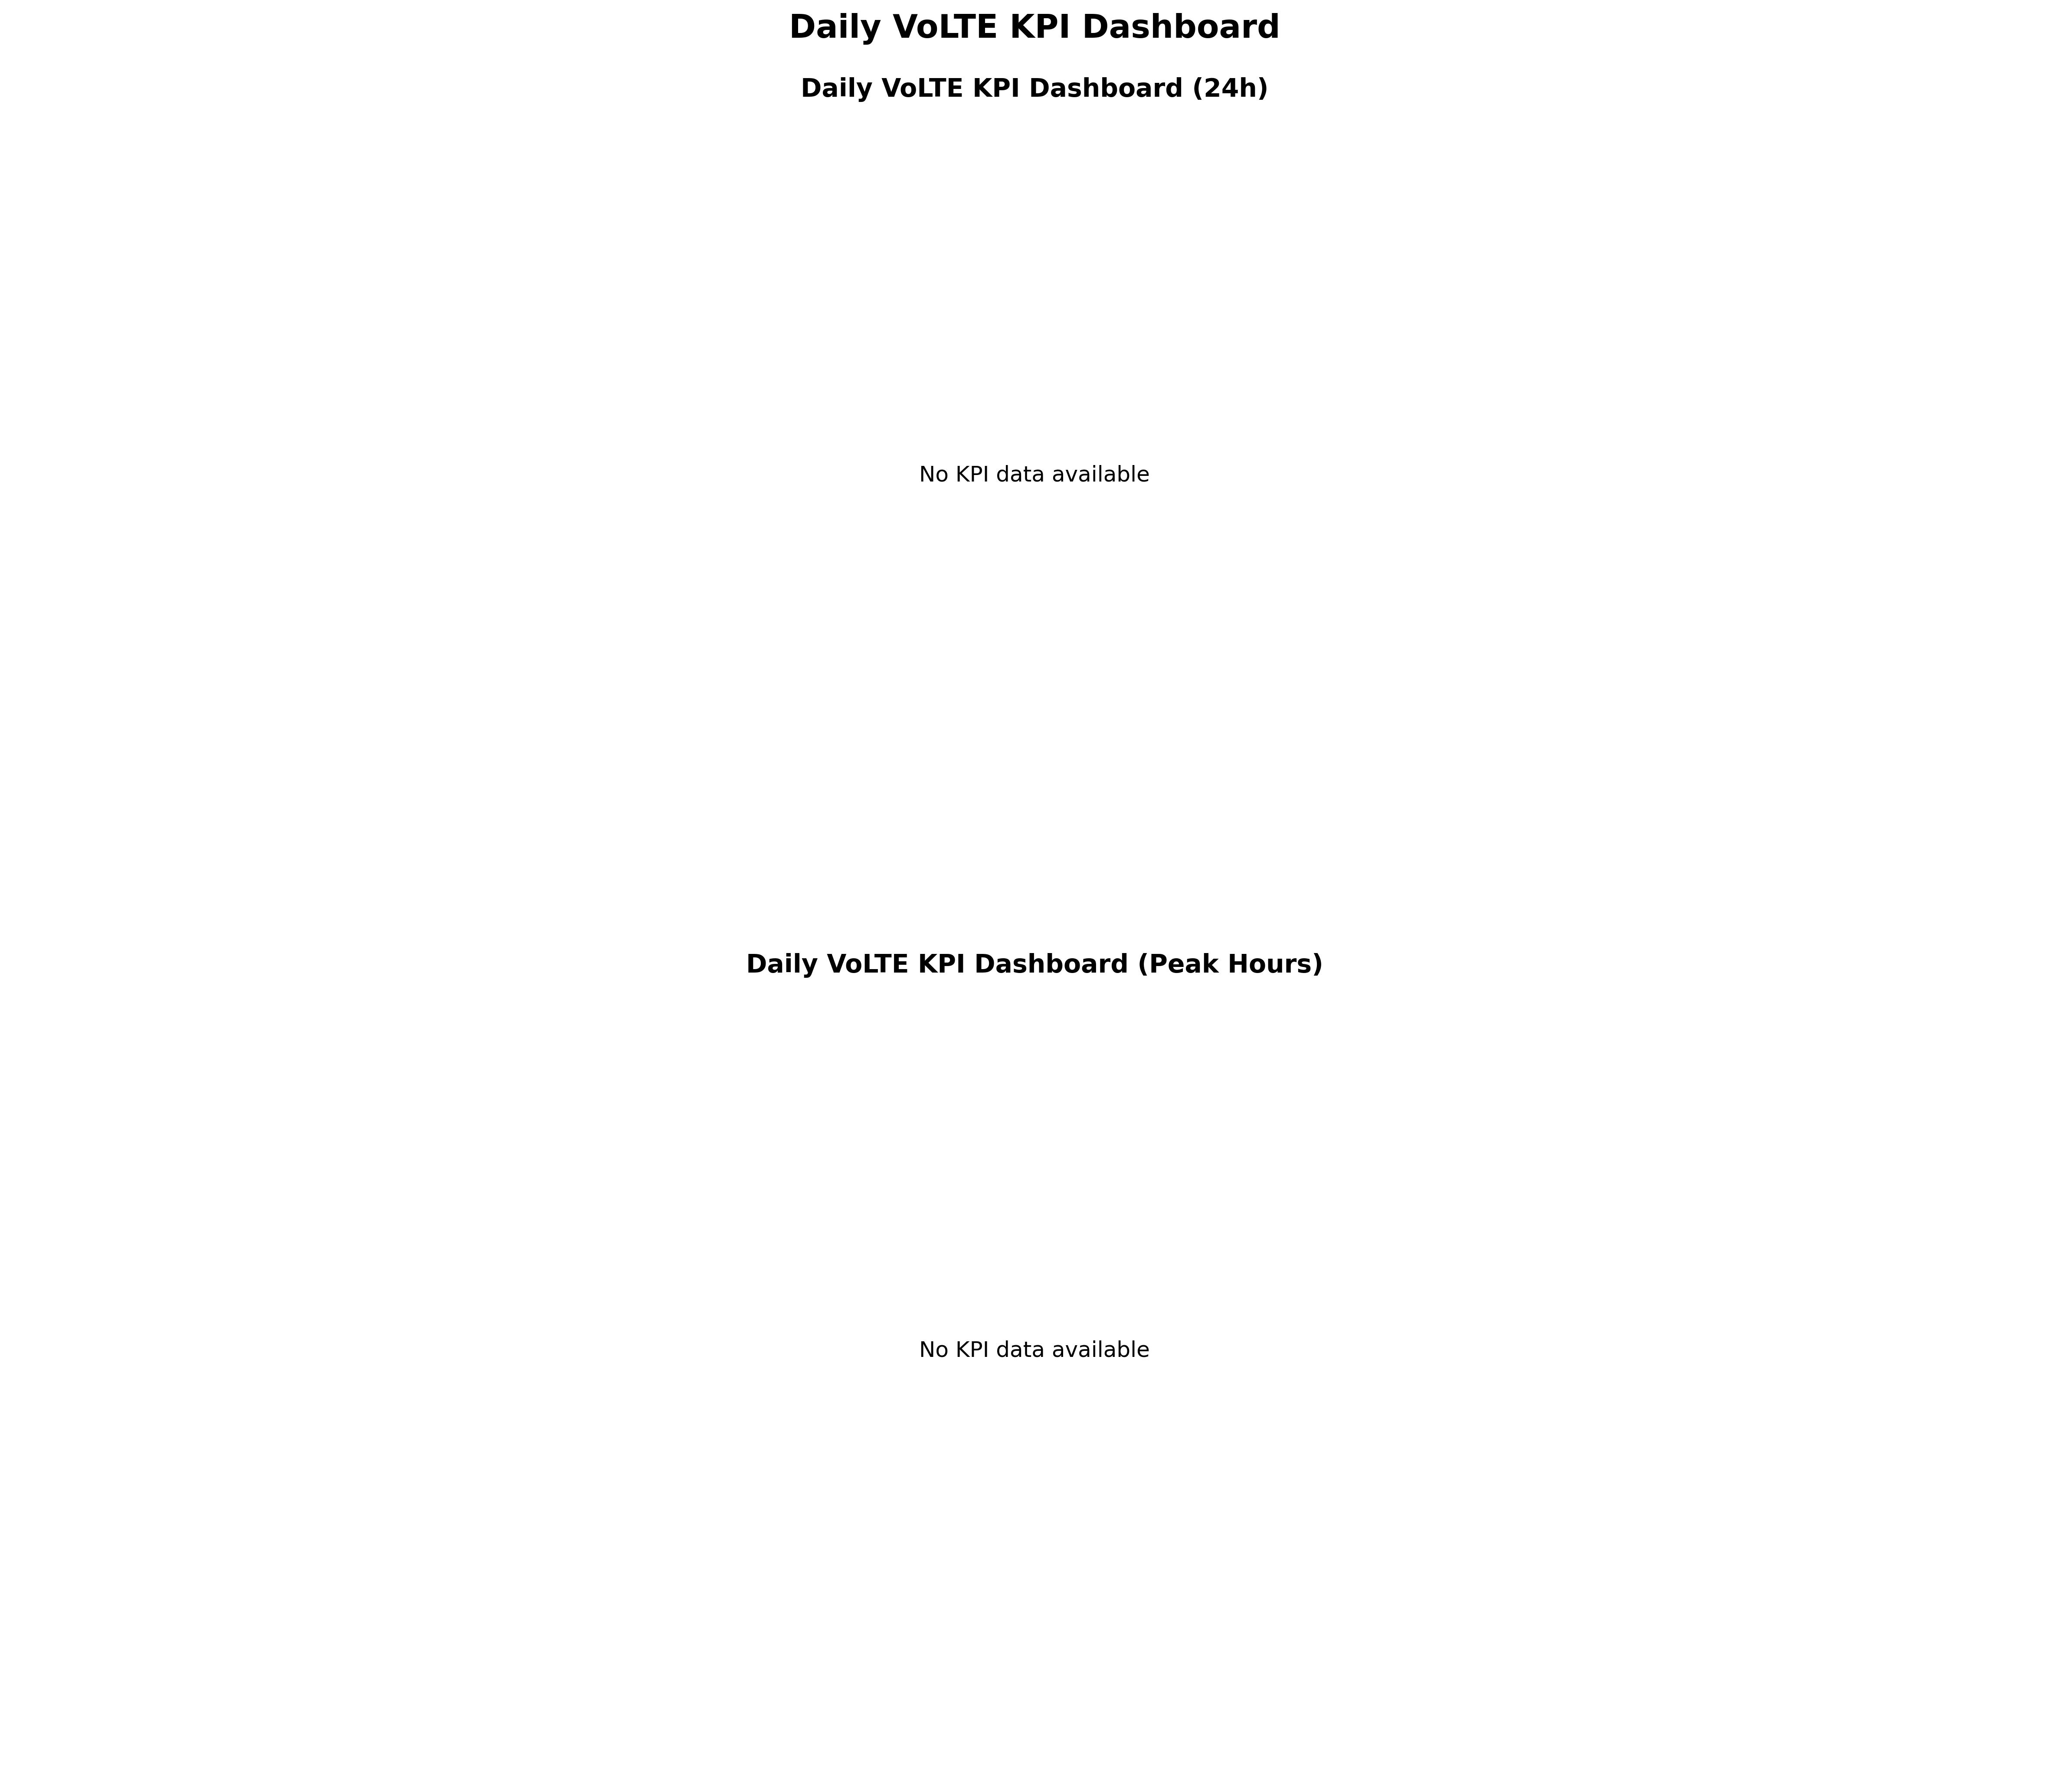 Daily VoLTE KPI Dashboard
Daily VoLTE KPI Dashboard (24h)
No KPI data available
Daily VoLTE KPI Dashboard (Peak Hours)
No KPI data available